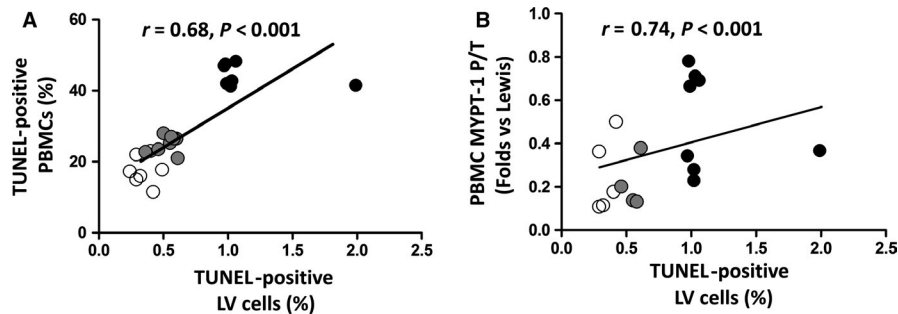 A
r = 0.68, P < 0.001
TUNEL-positive
PBMCs (%)
60
40
20
0
0.0 0.5 1.0 1.5 2.0 2.5
TUNEL-positive
LV cells (%)
B
r = 0.74, P < 0.001
PBMC MYPT-1 P/T
(Folds vs Lewis)
1.0
0.8
0.6
0.4
0.2
0.0
0.0 0.5 1.0 1.5 2.0 2.5
TUNEL-positive
LV cells (%)